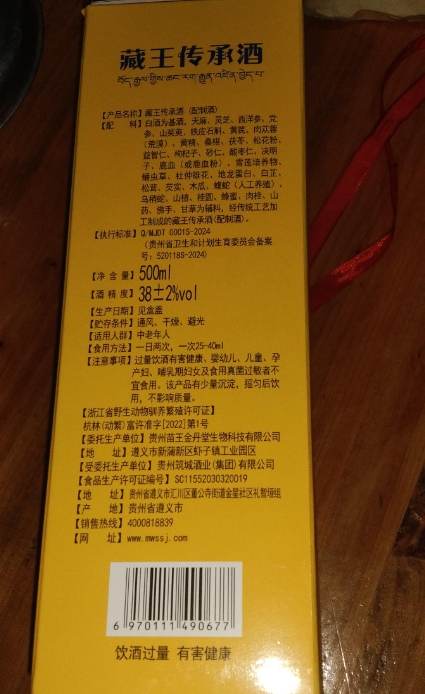 藏王传承酒
བོད་རྒྱལ་གྱིས་ཆང་རག་རྒྱུན་འཛིན་བྱེད་པ་
【产品名称】藏王传承酒(配制酒)
【配 料】白酒为基酒，天麻、灵芝、西洋参、党
参、山茱萸、铁皮石斛、黄芪、肉苁蓉
（荒漠）、黄精、桑椹、茯苓、松花粉、
益智仁、枸杞子、砂仁、酸枣仁、决明
子、鹿血（或鹿血粉）、雪莲培养物、
蛹虫草、杜仲雄花、地龙蛋白、白芷、
松茸、芡实、木瓜、蝮蛇（人工养殖）、
乌梢蛇、山楂、桂圆、蜂蜜、肉桂、山
药、佛手、甘草为辅料，经传统工艺加
工制成的藏王传承酒(配制酒)。
【执行标准】Q/MJDT 0001S-2024
（贵州省卫生和计划生育委员会备案
号：520118S-2024)
【净 含 量】500ml
【酒 精 度】38±2%vol
【生产日期】见盒盖
【贮存条件】通风、干燥、避光
【适用人群】中老年人
【食用方法】一日两次，一次25-40ml
【注意事项】过量饮酒有害健康、婴幼儿、儿童、孕
产妇、哺乳期妇女及食用真菌过敏者不
宜食用。该产品有少量沉淀，摇匀后饮
用，不影响质量。
【浙江省野生动物驯养繁殖许可证】
杭林(动繁)富许准字[2022]第1号
【委托生产单位】贵州苗王金丹堂生物科技有限公司
【地 址】遵义市新蒲新区虾子镇工业园区
【受委托生产单位】贵州筑城酒业(集团)有限公司
【食品生产许可证编号】SC11552030320019
【地 址】贵州省遵义市汇川区董公寺街道金星社区礼智垭组
【产 地】贵州省遵义市
【销售热线】4000818839
【网 址】www.mwssj.com
6 970111 490677
饮酒过量 有害健康